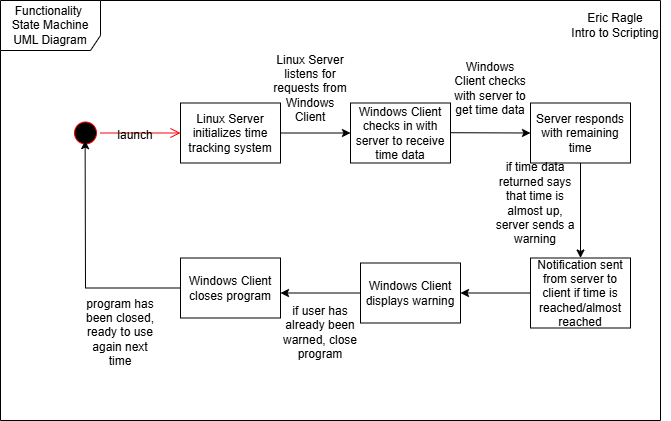 Functionality
State Machine
UML Diagram
Eric Ragle
Intro to Scripting
launch
Linux Server
initializes time
tracking system
Linux Server
listens for
requests from
Windows
Client
Windows Client
checks in with
server to receive
time data
Windows
Client checks
with server to
get time data
Server responds
with remaining
time
if time data
returned says
that time is
almost up,
server sends a
warning
Notification sent
from server to
client if time is
reached/almost
reached
Windows Client
displays warning
if user has
already been
warned, close
program
Windows Client
closes program
program has
been closed,
ready to use
again next
time